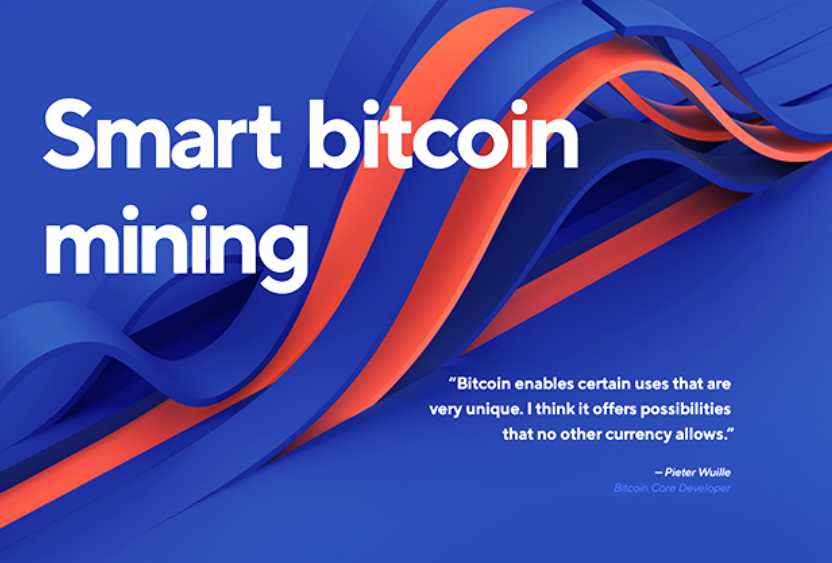 Smart bitcoin
mining
“Bitcoin enables certain uses that are
very unique. I think it offers possibilities
that no other currency allows.”
— Pieter Wuille
Bitcoin Core Developer